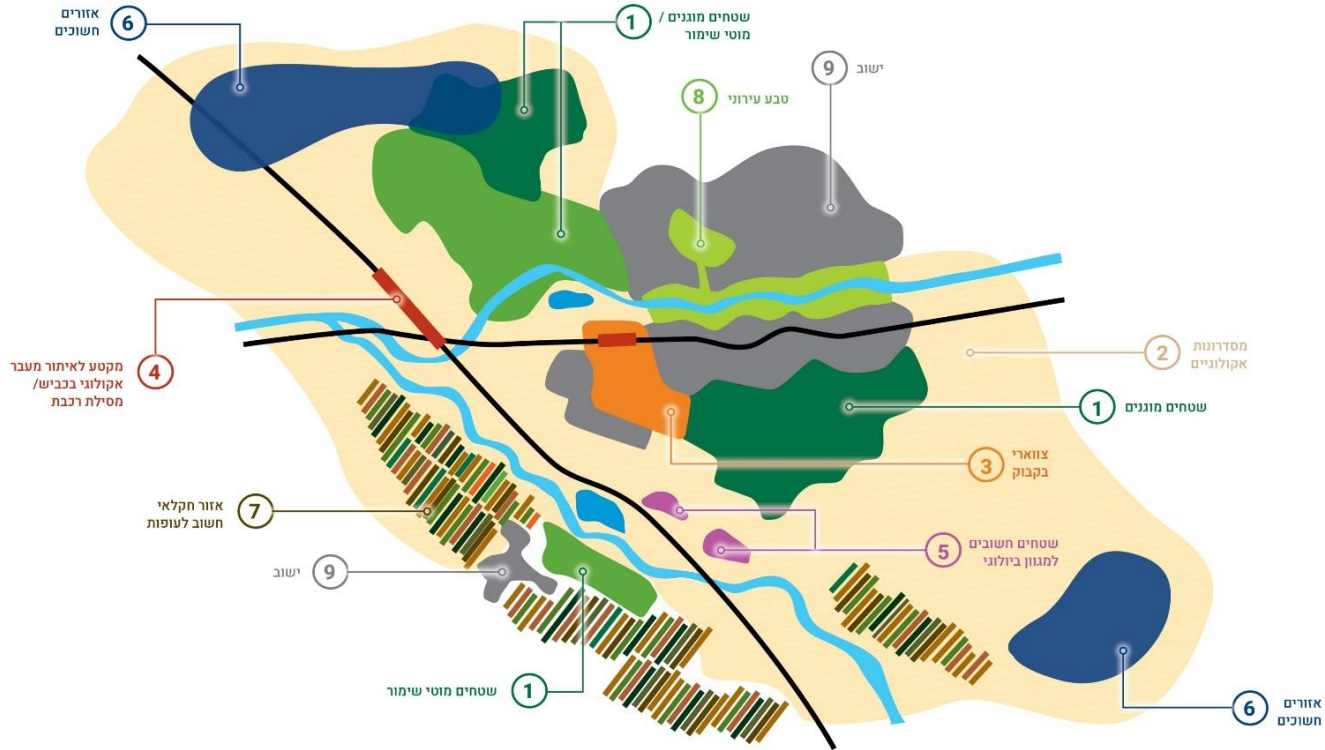 אזורים
חשוכים
6
1
שטחים מוגנים /
מוטי שימור
9
ישוב
8
טבע עירוני
4
מקטע לאיתור מעבר
אקולוגי בכביש/
מסילת רכבת
2
מסדרונות
אקולוגיים
1
שטחים מוגנים
3
צווארי
בקבוק
7
אזור חקלאי
חשוב לעופות
5
שטחים חשובים
למגוון ביולוגי
9
ישוב
1
שטחים מוטי שימור
6
אזורים
חשוכים